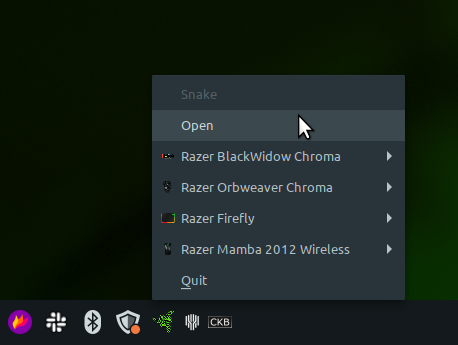 Snake
Open
Razer BlackWidow Chroma
Razer Orbweaver Chroma
Razer Firefly
Razer Mamba 2012 Wireless
Quit
CKB